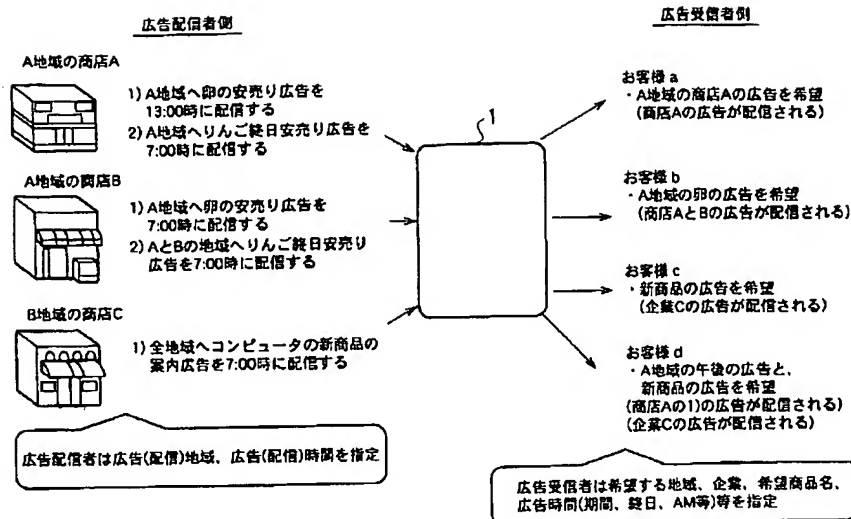 広告配信者側
A地域の商店A
1) A地域へ卵の安売り広告を
13:00時に配信する
2) A地域へりんご終日安売り広告を
7:00時に配信する
A地域の商店B
1) A地域へ卵の安売り広告を
7:00時に配信する
2) AとBの地域へりんご終日安売り
広告を7:00時に配信する
B地域の商店C
1) 全地域へコンピュータの新商品の
案内広告を7:00時に配信する
広告配信者は広告(配信)地域、広告(配信)時間を指定
1
広告受信者側
お客様 a
・A地域の商店Aの広告を希望
(商店Aの広告が配信される)
お客様 b
・A地域の卵の広告を希望
(商店AとBの広告が配信される)
お客様 c
・新商品の広告を希望
(企業Cの広告が配信される)
お客様 d
・A地域の午後の広告と、
新商品の広告を希望
(商店Aの1)の広告が配信される)
(企業Cの広告が配信される)
広告受信者は希望する地域、企業、希望商品名、
広告時間(期間、終日、AM等)等を指定